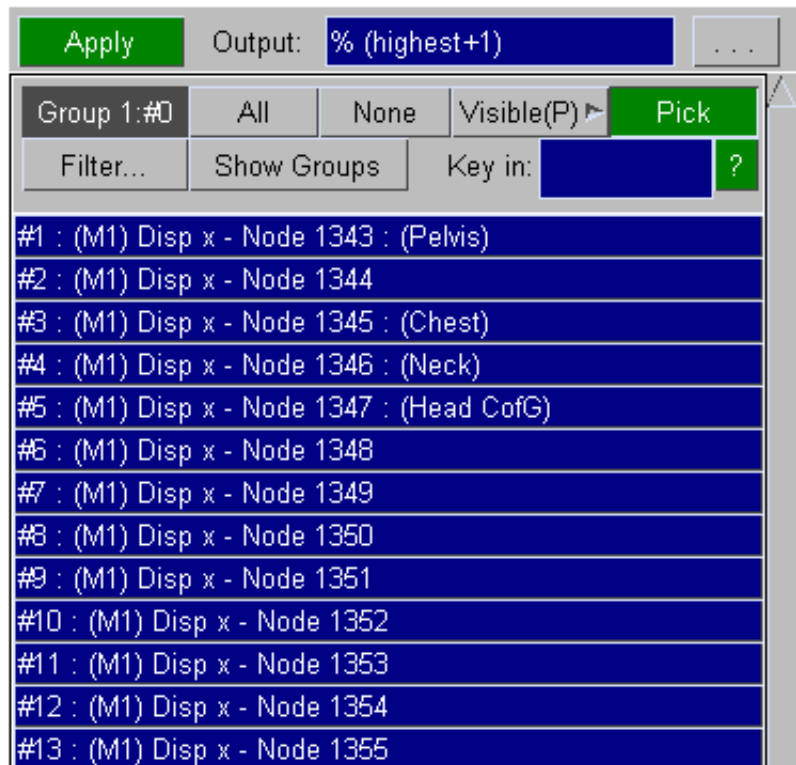 Apply Output: % (highest+1) ...
Group 1:#0 All None Visible(P) Pick
Filter... Show Groups Key in: ?
#1 : (M1) Disp x - Node 1343 : (Pelvis)
#2 : (M1) Disp x - Node 1344
#3 : (M1) Disp x - Node 1345 : (Chest)
#4 : (M1) Disp x - Node 1346 : (Neck)
#5 : (M1) Disp x - Node 1347 : (Head CofG)
#6 : (M1) Disp x - Node 1348
#7 : (M1) Disp x - Node 1349
#8 : (M1) Disp x - Node 1350
#9 : (M1) Disp x - Node 1351
#10 : (M1) Disp x - Node 1352
#11 : (M1) Disp x - Node 1353
#12 : (M1) Disp x - Node 1354
#13 : (M1) Disp x - Node 1355